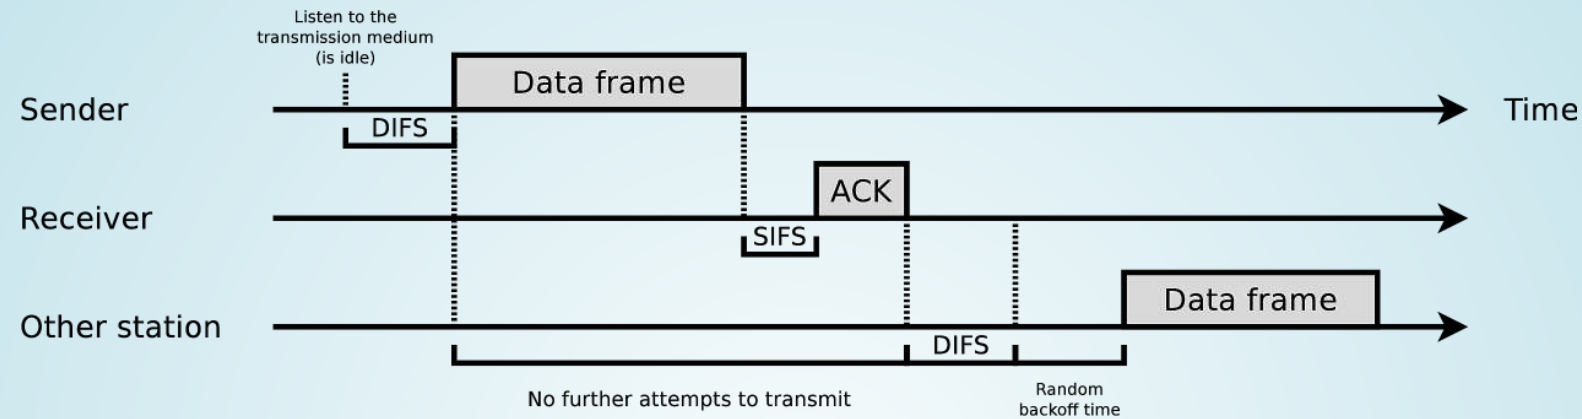 Listen to the
transmission medium
(is idle)
Data frame
Sender
Time
DIFS
ACK
Receiver
SIFS
Data frame
Other station
DIFS
No further attempts to transmit
Random
backoff time